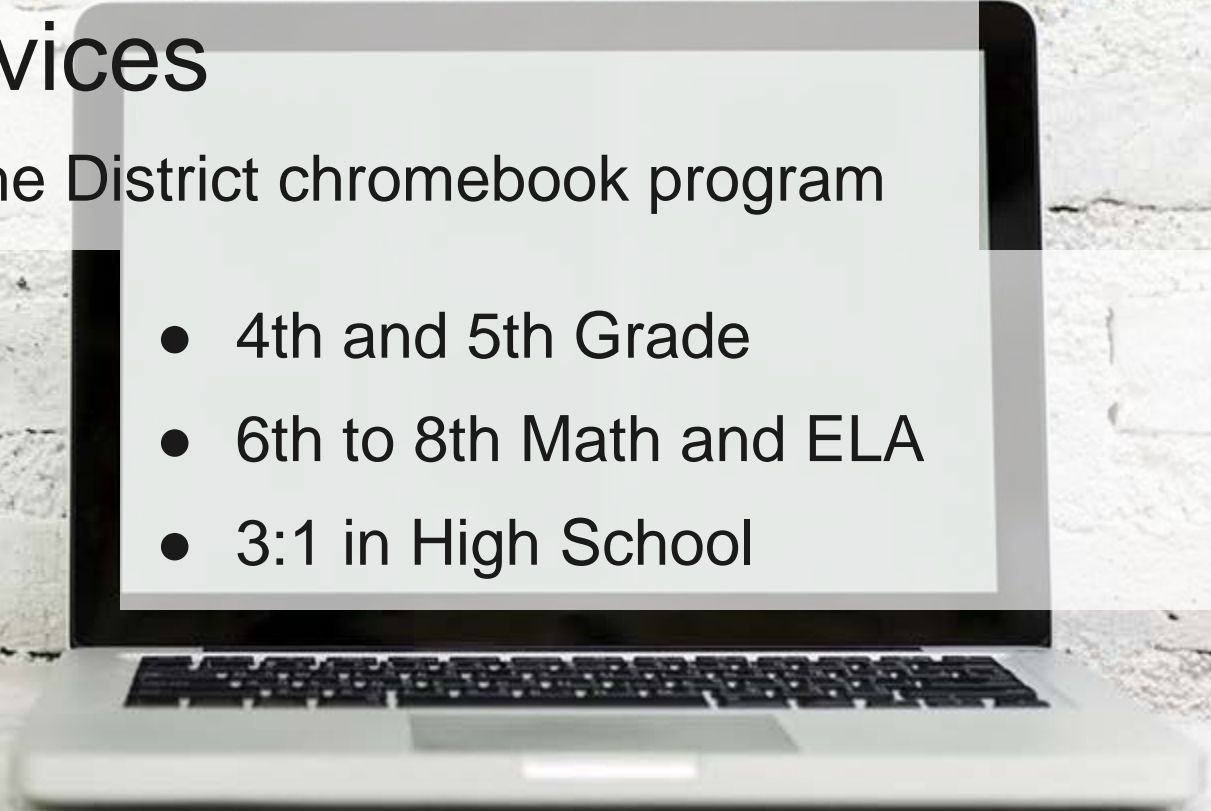 vices
ne District chromebook program
● 4th and 5th Grade
● 6th to 8th Math and ELA
● 3:1 in High School